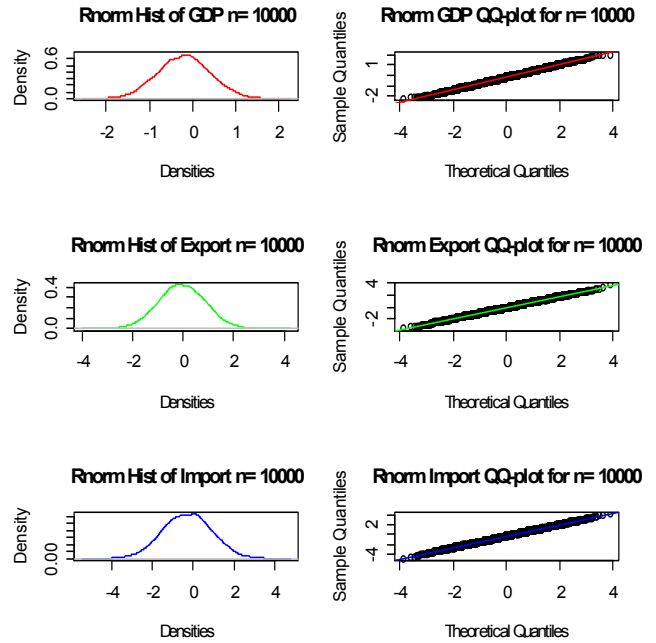 Rnorm Hist of GDP n= 10000
Density
0.0 0.6
-2 -1 0 1 2
Densities
Rnorm GDP QQ-plot for n= 10000
Sample Quantiles
-2 1
-4 -2 0 2 4
Theoretical Quantiles
Rnorm Hist of Export n= 10000
Density
0.0 0.4
-4 -2 0 2 4
Densities
Rnorm Export QQ-plot for n= 10000
Sample Quantiles
-2 4
-4 -2 0 2 4
Theoretical Quantiles
Rnorm Hist of Import n= 10000
Density
0.00
-4 -2 0 2 4
Densities
Rnorm Import QQ-plot for n= 10000
Sample Quantiles
-4 2
-4 -2 0 2 4
Theoretical Quantiles